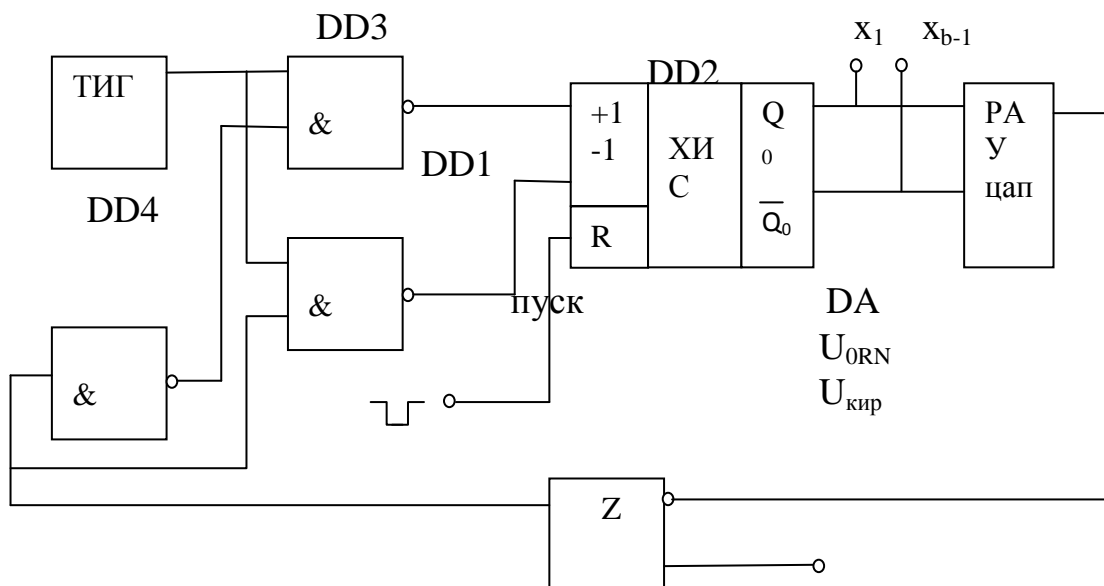 x1 xb-1
DD3
ТИГ
DD2
&
+1
-1
R
ХИ
С
Q
0
Q0
РА
У
цап
DD1
DD4
&
пуск
DA
U0RN
Uкир
&
Z